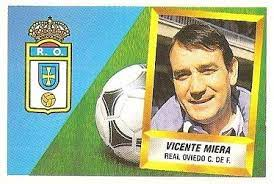 R. O.
VICENTE MIERA
REAL OVIEDO C. DE F.